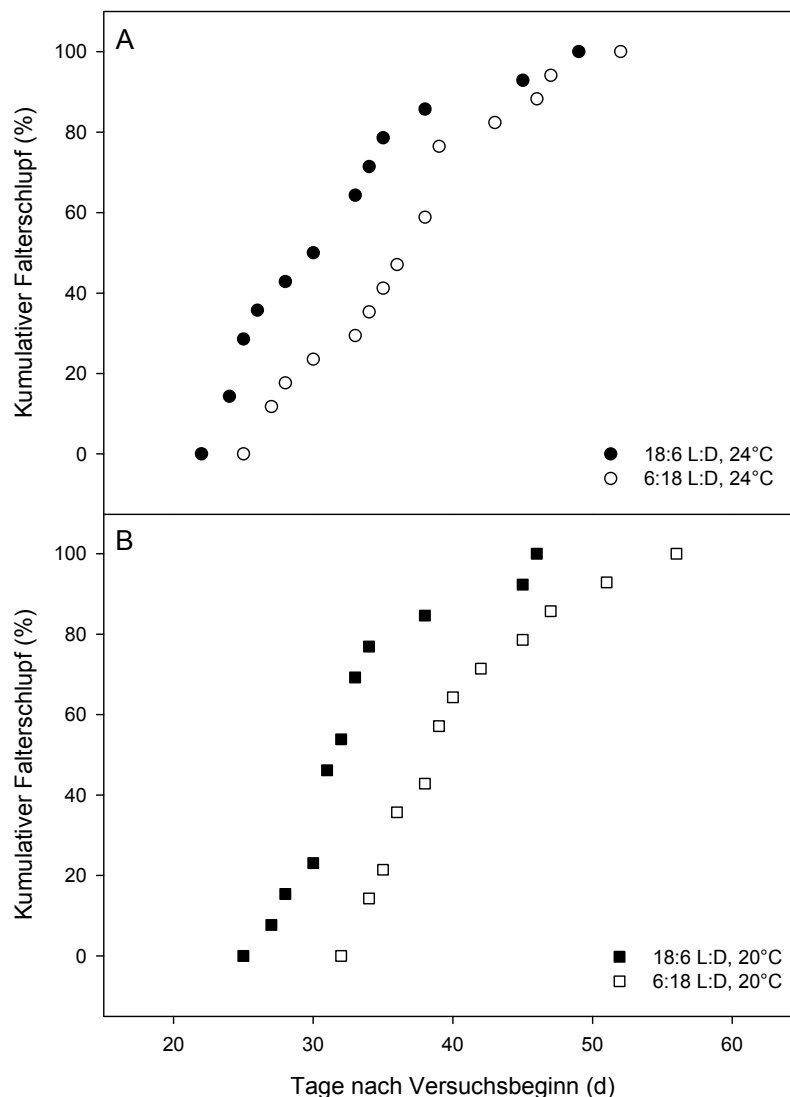 A
Kumulativer Falterschlupf (%)
100
80
60
40
20
0
18:6 L:D, 24°C
6:18 L:D, 24°C
B
Kumulativer Falterschlupf (%)
100
80
60
40
20
0
18:6 L:D, 20°C
6:18 L:D, 20°C
20 30 40 50 60
Tage nach Versuchsbeginn (d)